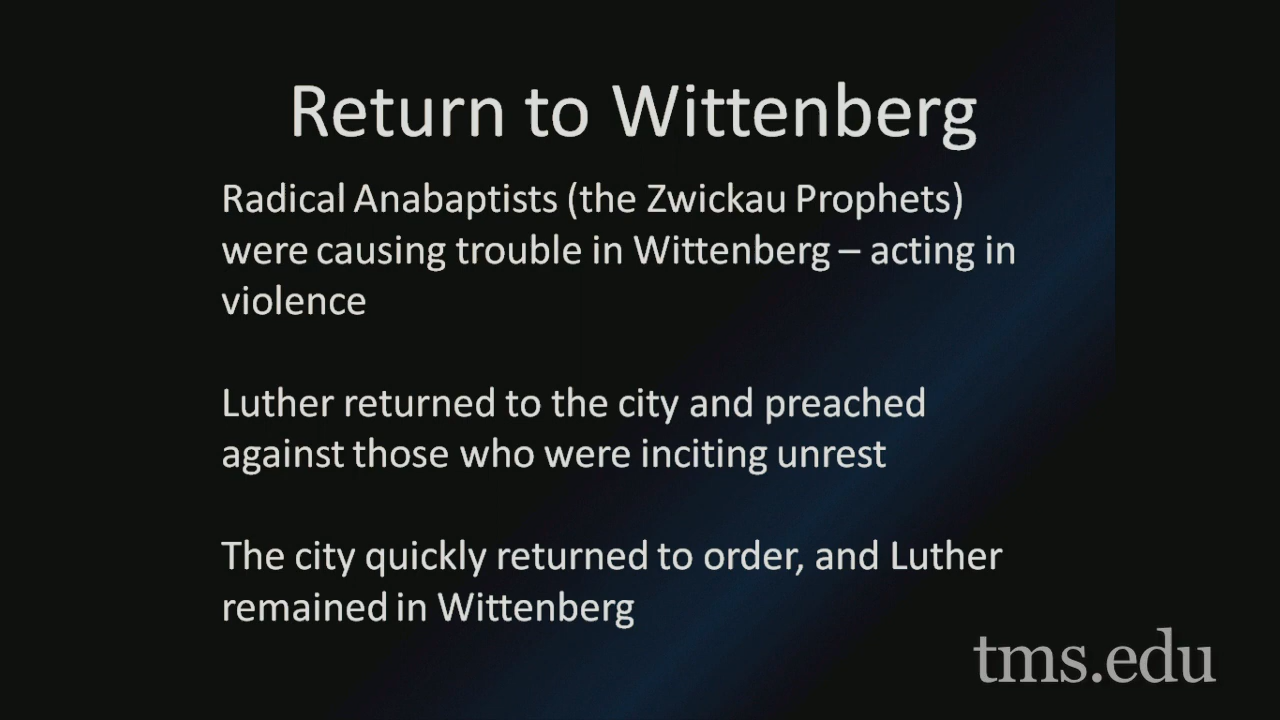 Return to Wittenberg
Radical Anabaptists (the Zwickau Prophets)
were causing trouble in Wittenberg – acting in
violence
Luther returned to the city and preached
against those who were inciting unrest
The city quickly returned to order, and Luther
remained in Wittenberg
tms.edu